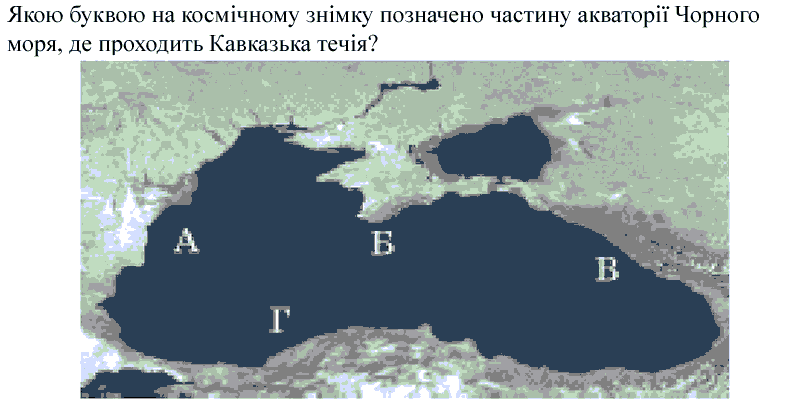 Якою буквою на космічному знімку позначено частину акваторії Чорного
моря, де проходить Кавказька течія?
А
Б
В
Г